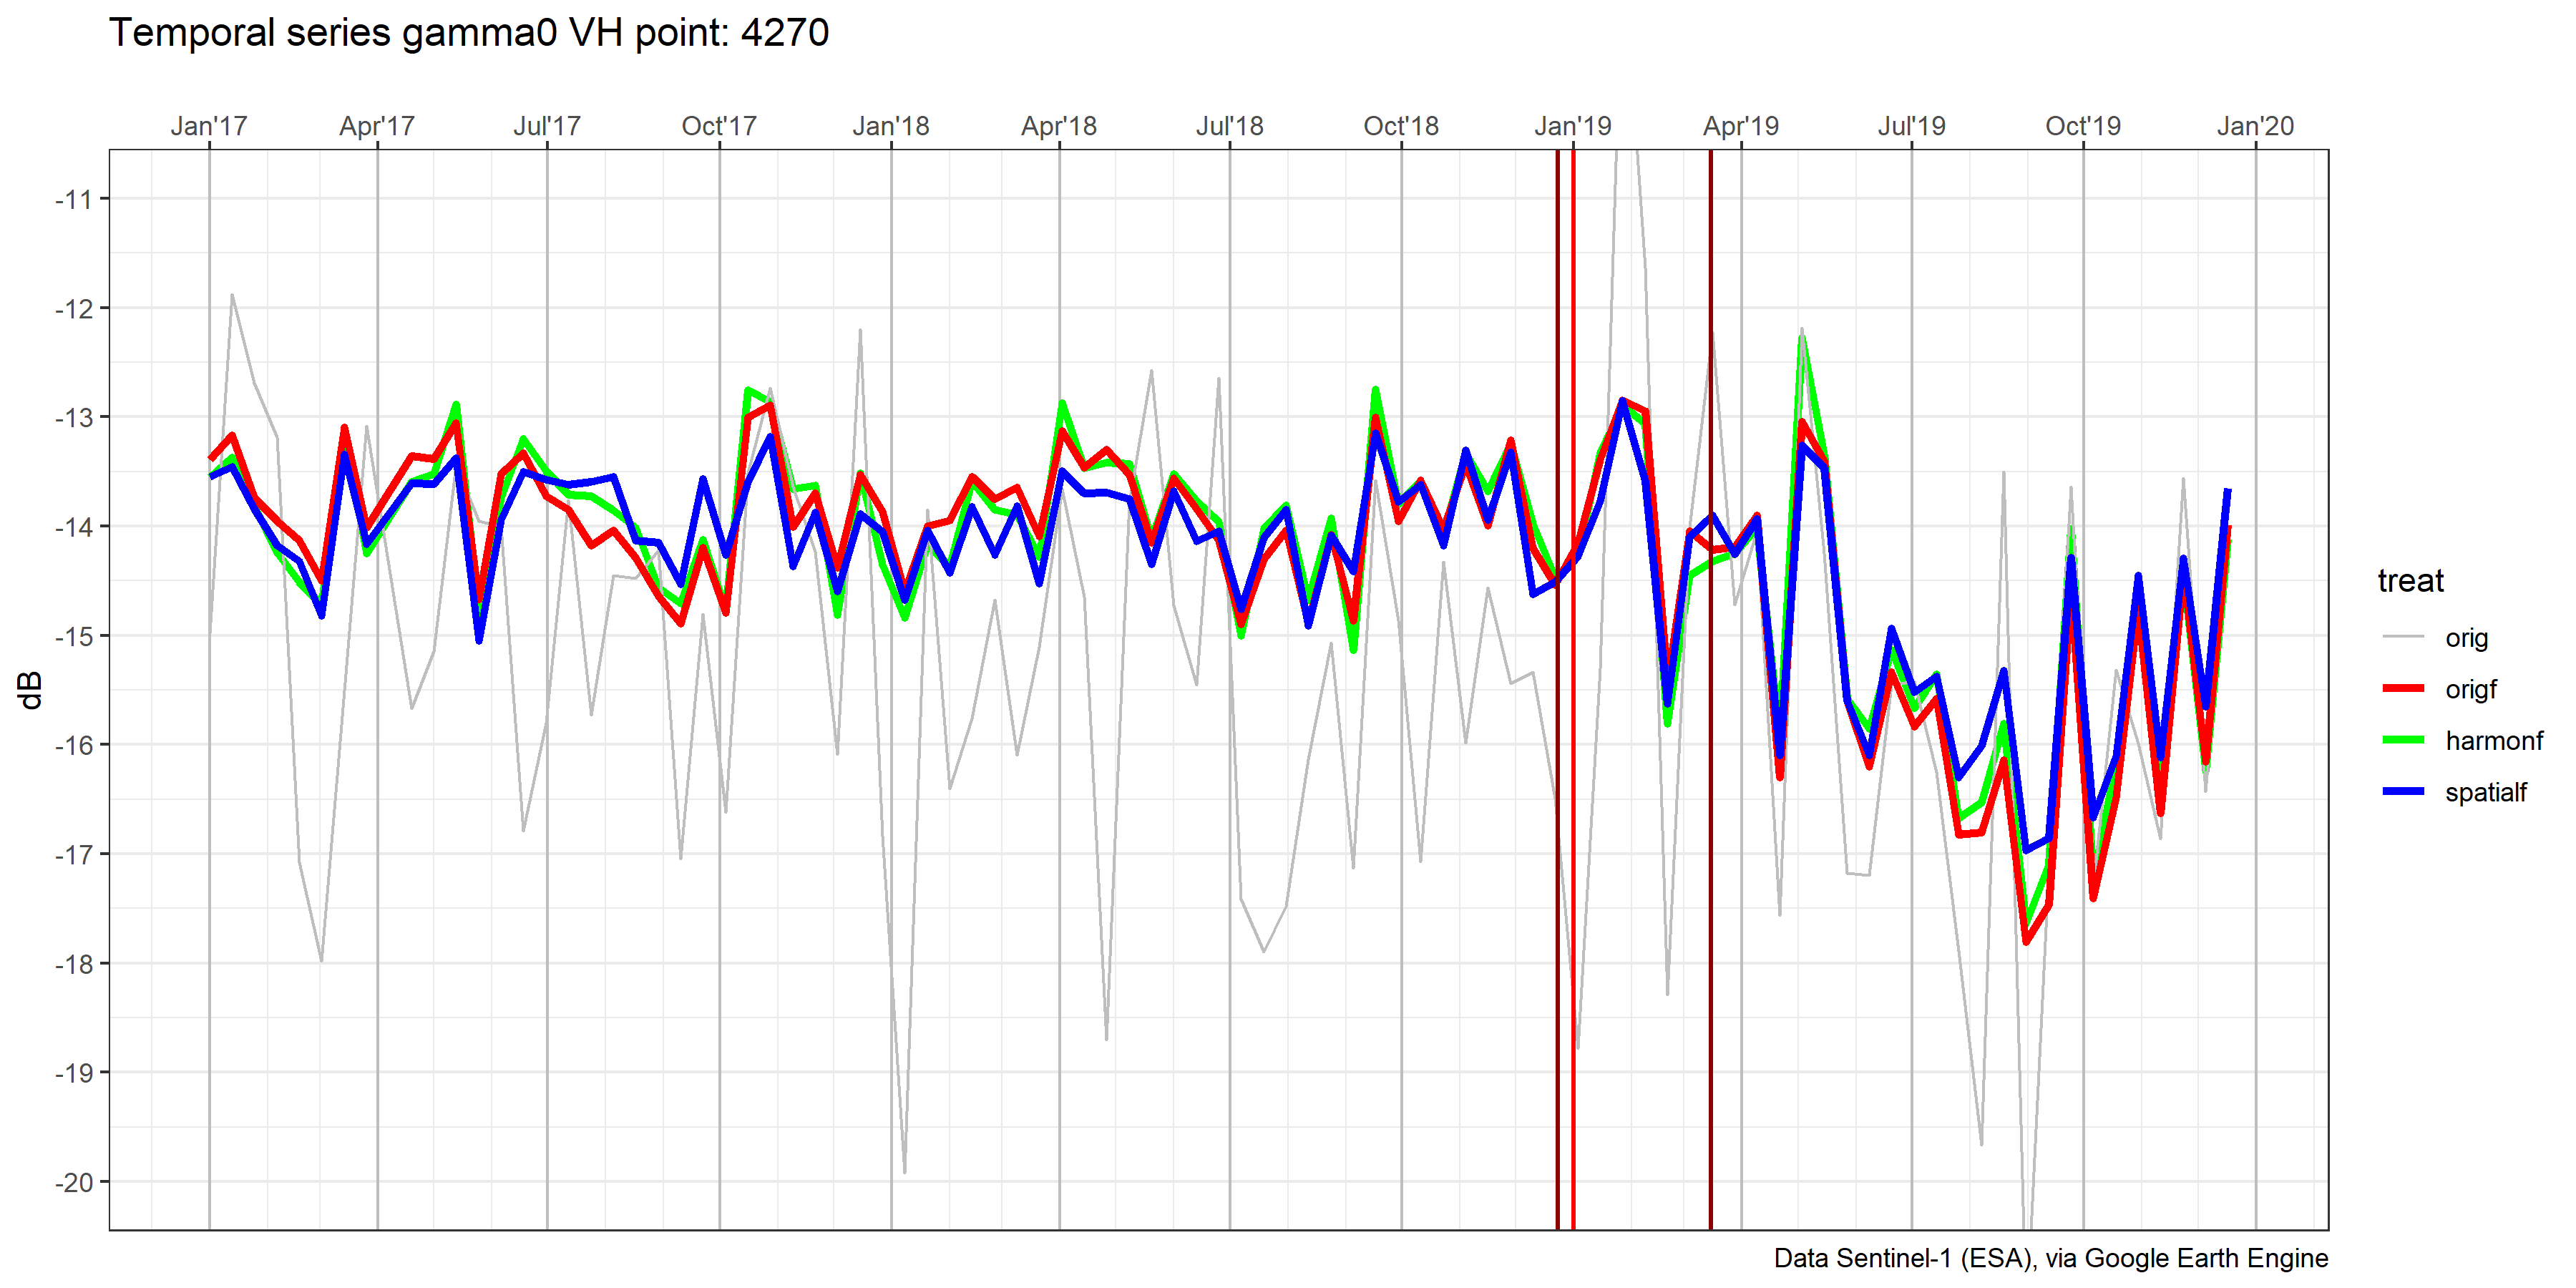 Temporal series gamma0 VH point: 4270
Jan'17 Apr'17 Jul'17 Oct'17 Jan'18 Apr'18 Jul'18 Oct'18 Jan'19 Apr'19 Jul'19 Oct'19 Jan'20
-11
-12
-13
-14
-15
-16
-17
-18
-19
-20
dB
treat
orig
origf
harmonf
spatialf
Data Sentinel-1 (ESA), via Google Earth Engine